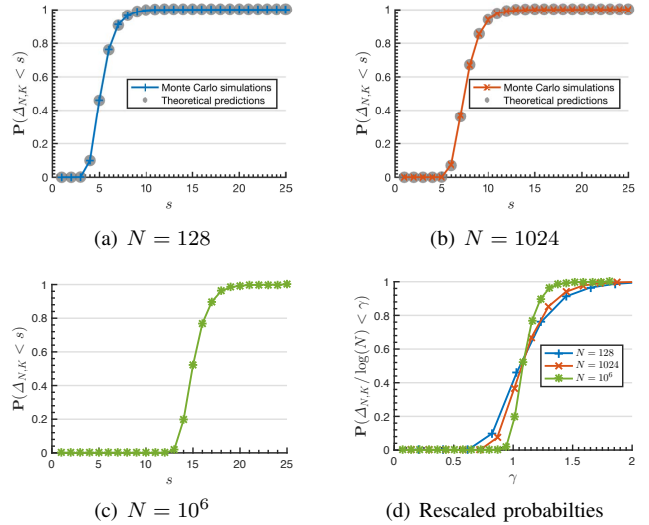 P(Δ_{N,K} < s)
1
0.8
0.6
0.4
0.2
0
Monte Carlo simulations
Theoretical predictions
0 5 10 15 20 25
s
(a) N = 128
P(Δ_{N,K} < s)
1
0.8
0.6
0.4
0.2
0
Monte Carlo simulations
Theoretical predictions
0 5 10 15 20 25
s
(b) N = 1024
P(Δ_{N,K} < s)
1
0.8
0.6
0.4
0.2
0
0 5 10 15 20 25
s
(c) N = 10⁶
P(Δ_{N,K} / log(N) < γ)
1
0.8
0.6
0.4
0.2
0
N = 128
N = 1024
N = 10⁶
0 0.5 1 1.5 2
γ
(d) Rescaled probabilties